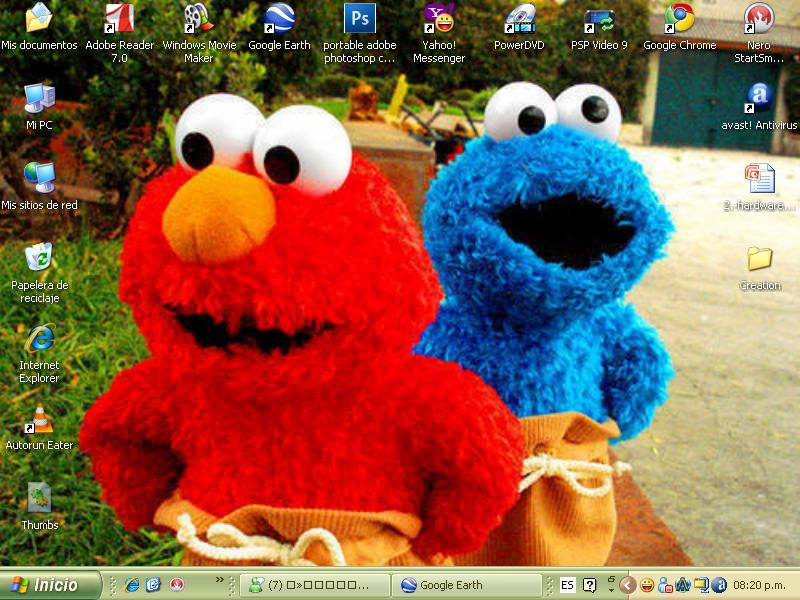 Mis documentos
Adobe Reader
7.0
Windows Movie
Maker
Google Earth
portable adobe
photoshop c...
Yahoo!
Messenger
PowerDVD
PSP Video 9
Google Chrome
Nero
StartSm...
Mi PC
avast! Antivirus
Mis sitios de red
2.-hardware....
Papelera de
reciclaje
Creation
Internet
Explorer
Autorun Eater
Thumbs
Inicio
(7) □»□□□□□...
Google Earth
ES
08:20 p.m.